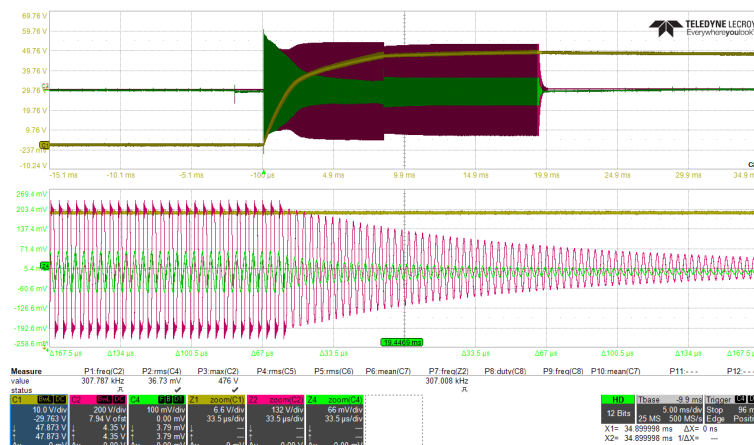 69.76 V
TELEDYNE LECROY
Everywhereyoulook
59.76 V
49.76 V
39.76 V
29.76 V
19.76 V
9.76 V
C1
-237 mV
-10.24 V
-15.1 ms -10.1 ms -5.1 ms -100 µs 4.9 ms 9.9 ms 14.9 ms 19.9 ms 24.9 ms 29.9 ms 34.9 ms
269.4 mV
203.4 mV
137.4 mV
71.4 mV
5.4 mV
-60.6 mV
-126.6 mV
-192.6 mV
-258.6 mV
19.4469 ms
Δ167.5 µs Δ134 µs Δ100.5 µs Δ67 µs Δ33.5 µs Δ33.5 µs Δ67 µs Δ100.5 µs Δ134 µs Δ167.5 µs
Measure P1:freq(C2) P2:rms(C4) P3:max(C2) P4:rms(C5) P5:rms(C6) P6:mean(C7) P7:freq(Z2) P8:duty(C8) P9:freq(C8) P10:mean(C7) P11:- - - P12:- -
value 307.787 kHz 36.73 mV 476 V 307.008 kHz
status
C1 BwL DC C2 BwL DC C4 Z1 zoom(C1) Z2 zoom(C2) Z4 zoom(C4) HD Tbase -9.9 ms Trigger C4
10.0 V/div 200 V/div 100 mV/div 6.6 V/div 132 V/div 66 mV/div 12 Bits 5.00 ms/div Stop 96 m
-29.763 V 7.94 V ofst 0.00 mV 33.5 µs/div 33.5 µs/div 33.5 µs/div 25 MS 500 MS/s Edge Positi
47.873 V 4.35 V 3.79 mV --- --- --- X1= 34.899998 ms ΔX= 0 ns
47.873 V 4.35 V 3.79 mV --- --- --- X2= 34.899998 ms 1/ΔX= ---